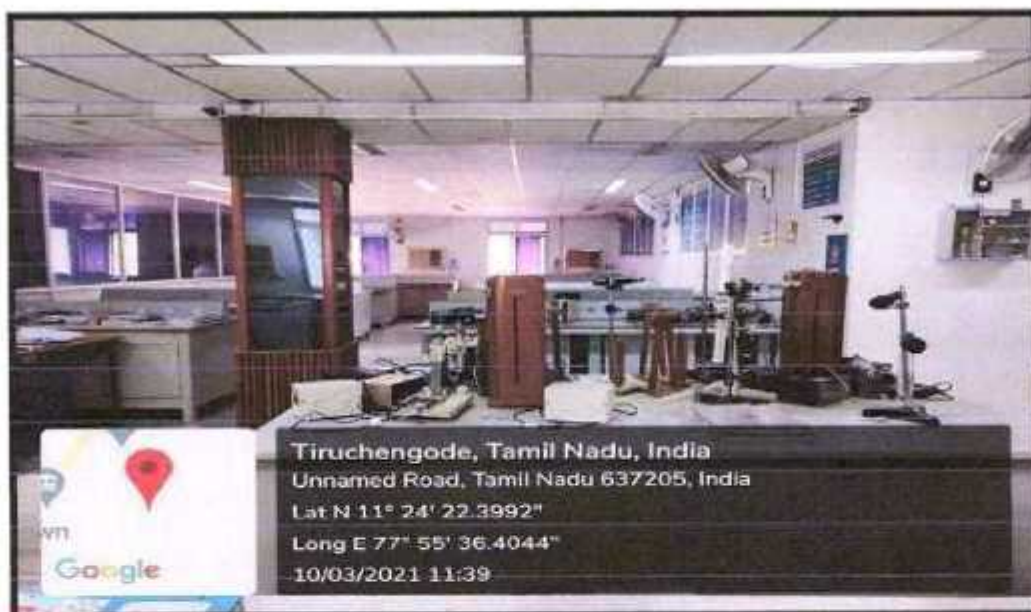 Tiruchengode, Tamil Nadu, India
Unnamed Road, Tamil Nadu 637205, India
Lat N 11° 24' 22.3992"
Long E 77° 55' 36.4044"
10/03/2021 11:39
wn
Google